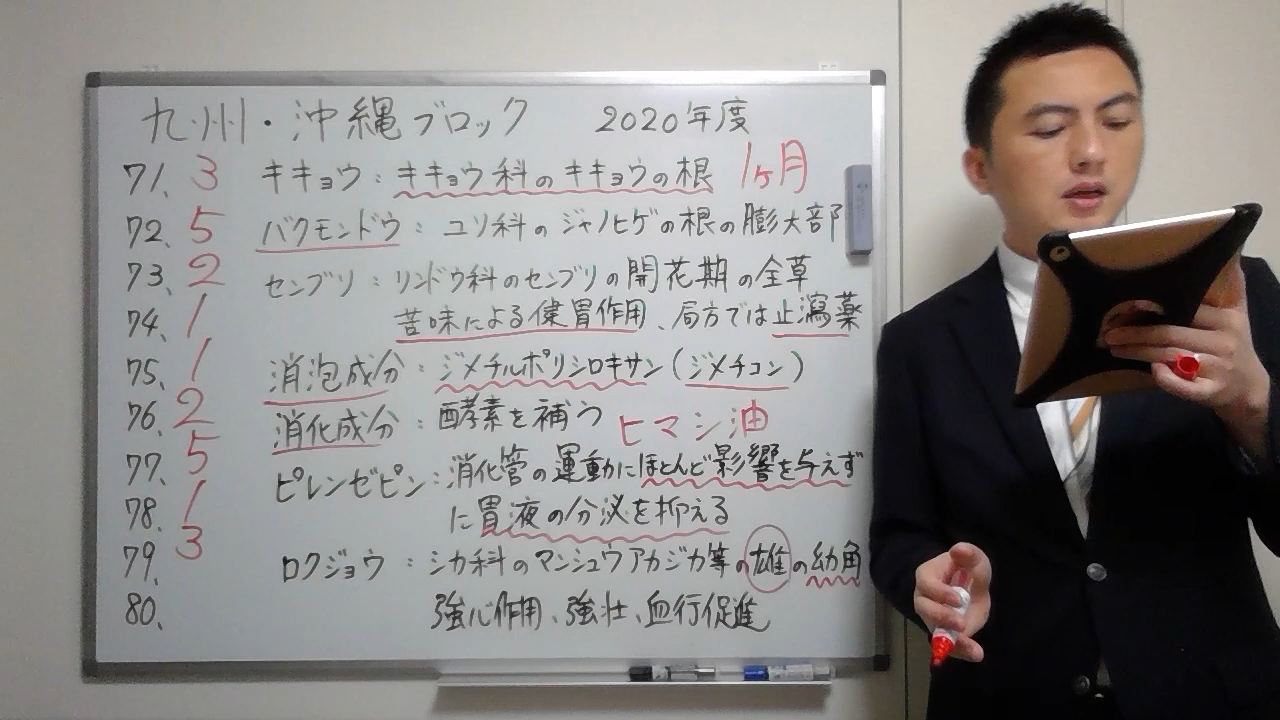 九州・沖縄ブロック 2020年度
71、3 キキョウ：キキョウ科のキキョウの根 1ヶ月
72、5 バクモンドウ：ユリ科のジャノヒゲの根の膨大部
73、2 センブリ：リンドウ科のセンブリの開花期の全草
74、1 苦味による健胃作用、局方では止瀉薬
75、1 消泡成分：ジメチルポリシロキサン(ジメチコン)
76、2 消化成分：酵素を補う ヒマシ油
77、5 ピレンゼピン：消化管の運動にほとんど影響を与えず
78、1 に胃液の分泌を抑える
79、3 ロクジョウ：シカ科のマンシュウアカジカ等の雄の幼角
80、 強心作用、強壮、血行促進